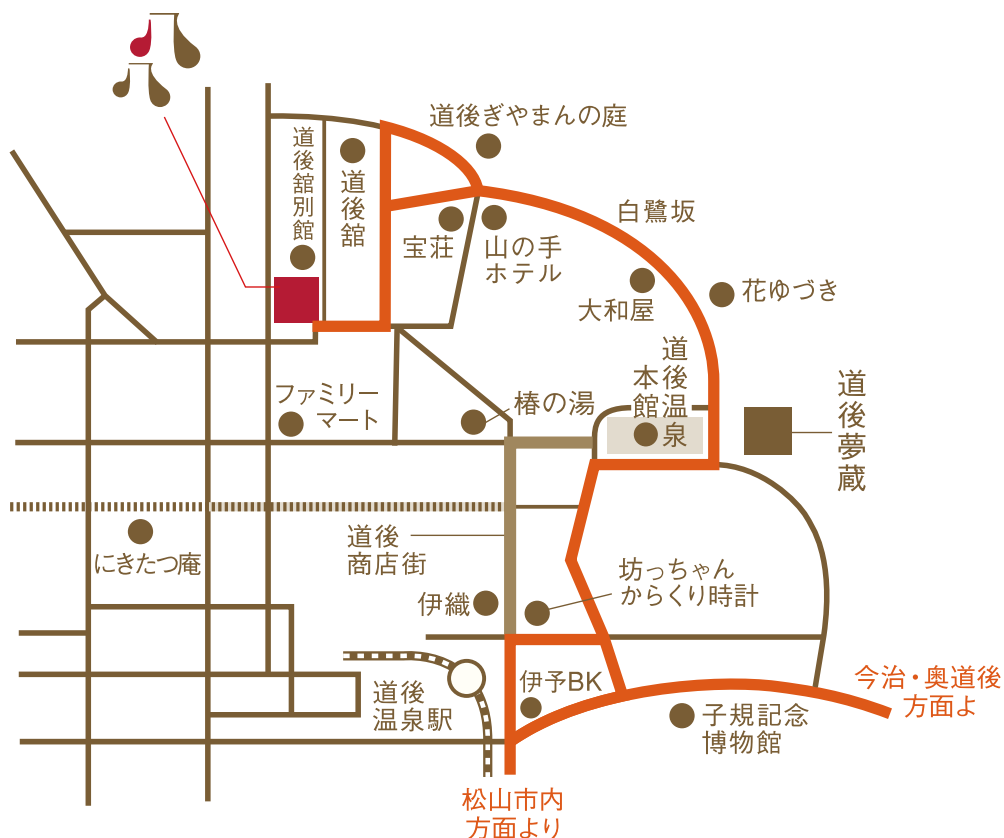 道後ぎやまんの庭
道後舘別館
道後舘
白鷺坂
宝荘
山の手
ホテル
大和屋
花ゆづき
道後温泉
本館
道後夢蔵
ファミリー
マート
椿の湯
道後
商店街
にきたつ庵
坊っちゃん
からくり時計
伊織
伊予BK
道後
温泉駅
子規記念
博物館
今治・奥道後
方面よ
松山市内
方面より